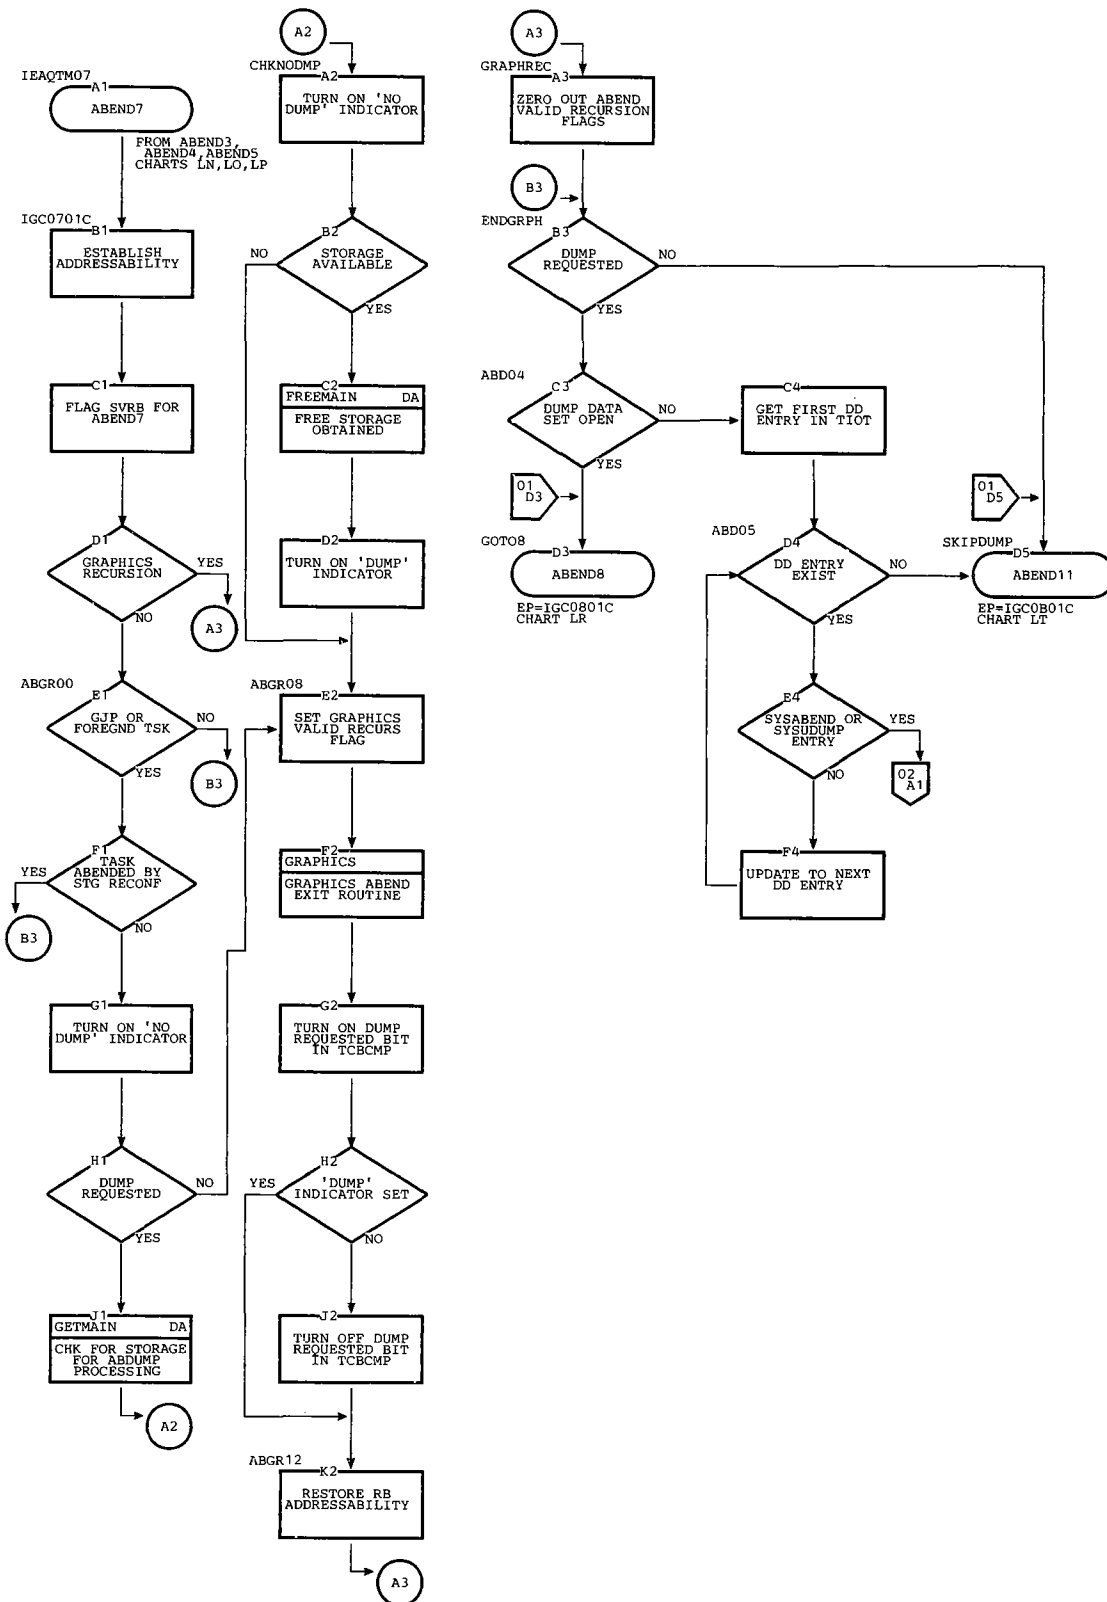 IEAQTM07
A1
ABEND7
FROM ABEND3,
ABEND4,ABEND5
CHARTS LN,LO,LP
IGC0701C
B1
ESTABLISH
ADDRESSABILITY
C1
FLAG SVRB FOR
ABEND7
D1
GRAPHICS
RECURSION
YES
A3
NO
ABGR00
E1
GJP OR
FOREGND TSK
NO
B3
YES
F1
TASK
ABENDED BY
STG RECONF
YES
B3
NO
G1
TURN ON 'NO
DUMP' INDICATOR
H1
DUMP
REQUESTED
NO
YES
J1
GETMAIN DA
CHK FOR STORAGE
FOR ABDUMP
PROCESSING
A2
A2
CHKNODMP
A2
TURN ON 'NO
DUMP' INDICATOR
B2
STORAGE
AVAILABLE
NO
YES
C2
FREEMAIN DA
FREE STORAGE
OBTAINED
D2
TURN ON 'DUMP'
INDICATOR
ABGR08
E2
SET GRAPHICS
VALID RECURS
FLAG
F2
GRAPHICS
GRAPHICS ABEND
EXIT ROUTINE
G2
TURN ON DUMP
REQUESTED BIT
IN TCBCMP
H2
'DUMP'
INDICATOR SET
YES
NO
J2
TURN OFF DUMP
REQUESTED BIT
IN TCBCMP
ABGR12
K2
RESTORE RB
ADDRESSABILITY
A3
A3
GRAPHREC
A3
ZERO OUT ABEND
VALID RECURSION
FLAGS
B3
ENDGRPH
B3
DUMP
REQUESTED
NO
YES
ABD04
C3
DUMP DATA
SET OPEN
NO
YES
01
D3
GOTO8
D3
ABEND8
EP=IGC0801C
CHART LR
C4
GET FIRST DD
ENTRY IN TIOT
ABD05
D4
DD ENTRY
EXIST
NO
YES
E4
SYSABEND OR
SYSUDUMP
ENTRY
YES
02
A1
NO
F4
UPDATE TO NEXT
DD ENTRY
01
D5
SKIPDUMP
D5
ABEND11
EP=IGC0B01C
CHART LT